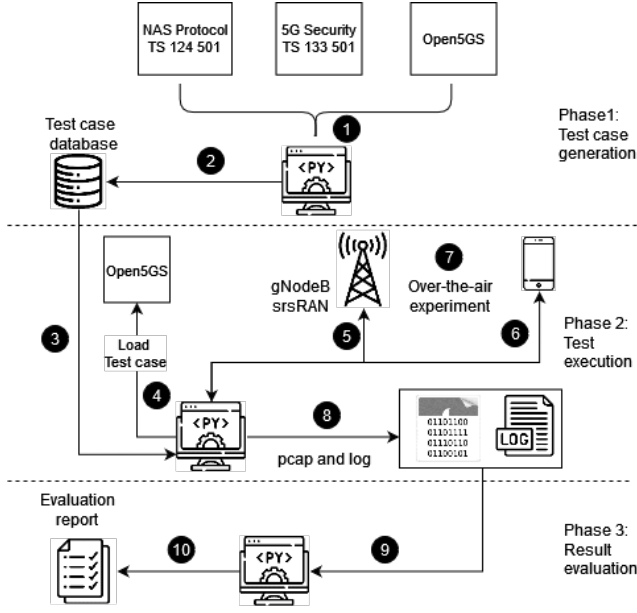 NAS Protocol
TS 124 501
5G Security
TS 133 501
Open5GS
1
Phase1:
Test case
generation
Test case
database
2
<PY>
Open5GS
7
gNodeB
srsRAN
Over-the-air
experiment
3
5
6
Phase 2:
Test
execution
Load
Test case
4
<PY>
8
pcap and log
01101100
01101111
01110110
01100101
LOG
Evaluation
report
Phase 3:
Result
evaluation
10
<PY>
9